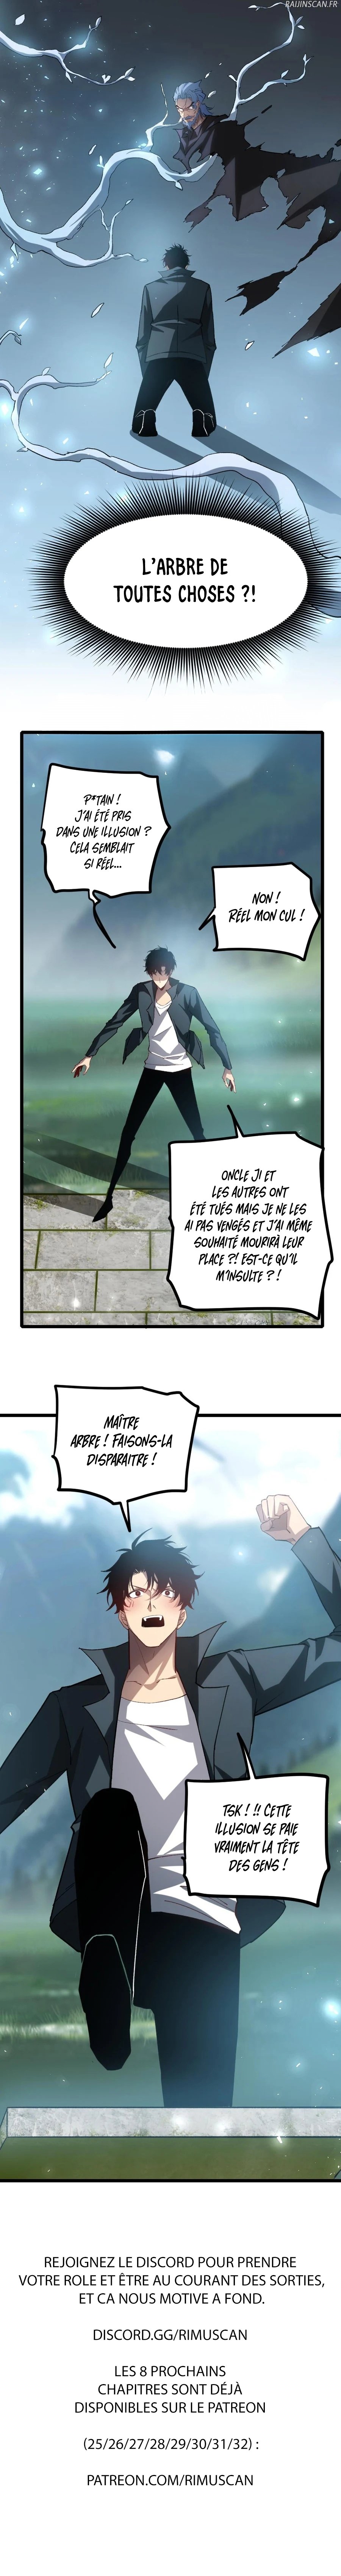 RAIJINSCAN.FR
L'ARBRE DE
TOUTES CHOSES ?!
P*TAIN !
J'AI ÉTÉ PRIS
DANS UNE ILLUSION ?
CELA SEMBLAIT
SI RÉEL...
NON !
RÉEL MON CUL !
ONCLE JI ET
LES AUTRES ONT
ÉTÉ TUÉS MAIS JE NE LES
AI PAS VENGÉS ET J'AI MÊME
SOUHAITÉ MOURIRÀ LEUR
PLACE ?! EST-CE QU'IL
M'INSULTE ? !
MAÎTRE
ARBRE ! FAISONS-LA
DISPARAITRE !
TSK ! !! CETTE
ILLUSION SE PAIE
VRAIMENT LA TÊTE
DES GENS !
REJOIGNEZ LE DISCORD POUR PRENDRE
VOTRE ROLE ET ÊTRE AU COURANT DES SORTIES,
ET CA NOUS MOTIVE A FOND.
DISCORD.GG/RIMUSCAN
LES 8 PROCHAINS
CHAPITRES SONT DÉJÀ
DISPONIBLES SUR LE PATREON
(25/26/27/28/29/30/31/32) :
PATREON.COM/RIMUSCAN